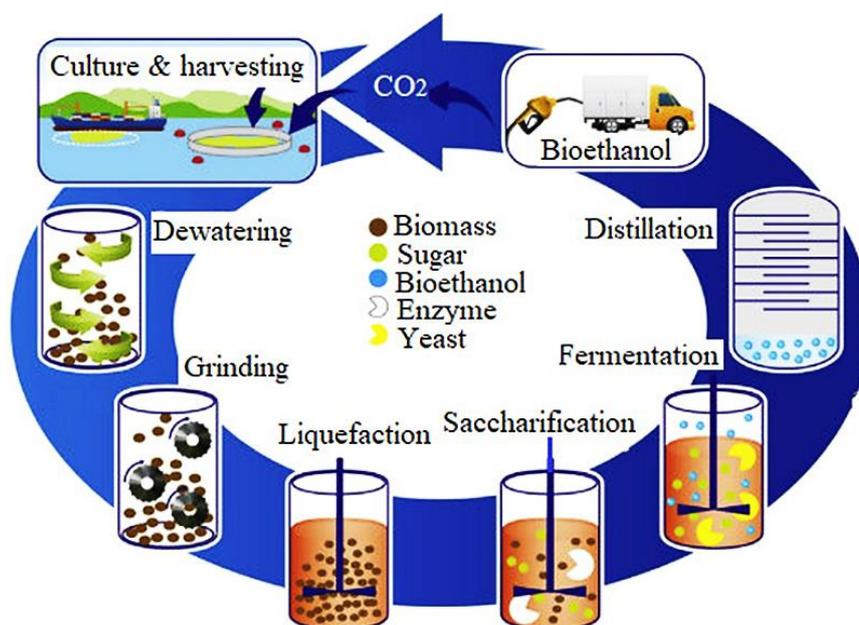 Culture & harvesting
CO2
Bioethanol
Dewatering
Biomass
Sugar
Bioethanol
Enzyme
Yeast
Distillation
Grinding
Fermentation
Liquefaction
Saccharification